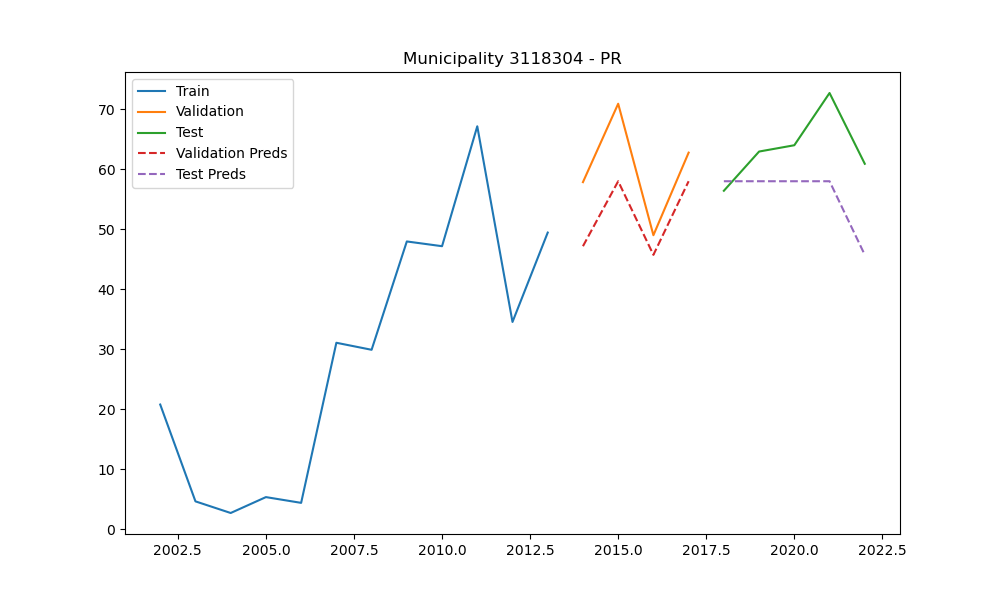 Municipality 3118304 - PR
Train
Validation
Test
Validation Preds
Test Preds
70
60
50
40
30
20
10
0
2002.5 2005.0 2007.5 2010.0 2012.5 2015.0 2017.5 2020.0 2022.5